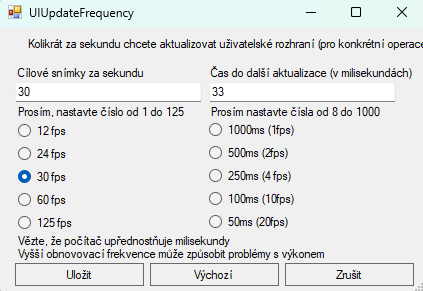 UIUpdateFrequency
Kolikrát za sekundu chcete aktualizovat uživatelské rozhraní (pro konkrétní operace
Cílové snímky za sekundu
Čas do další aktualizace (v milisekundách)
30
33
Prosím, nastavte číslo od 1 do 125
Prosím nastavte čísla od 8 do 1000
12 fps
1000ms (1fps)
24 fps
500ms (2fps)
30 fps
250ms (4 fps)
60 fps
100ms (10fps)
125 fps
50ms (20fps)
Vězte, že počítač upřednostňuje milisekundy
Vyšší obnovovací frekvence může způsobit problémy s výkonem
Uložit
Výchozí
Zrušit